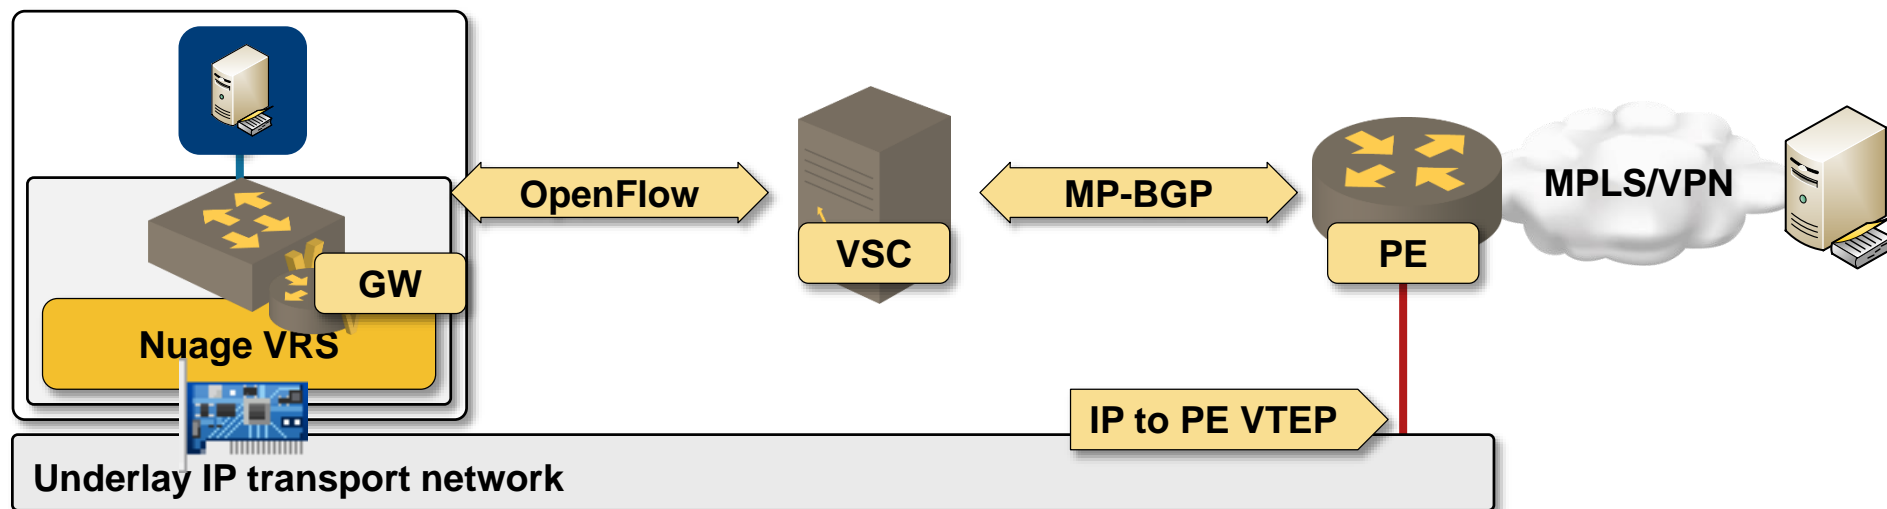 OpenFlow
MP-BGP
MPLS/VPN
VSC
PE
GW
Nuage VRS
IP to PE VTEP
Underlay IP transport network